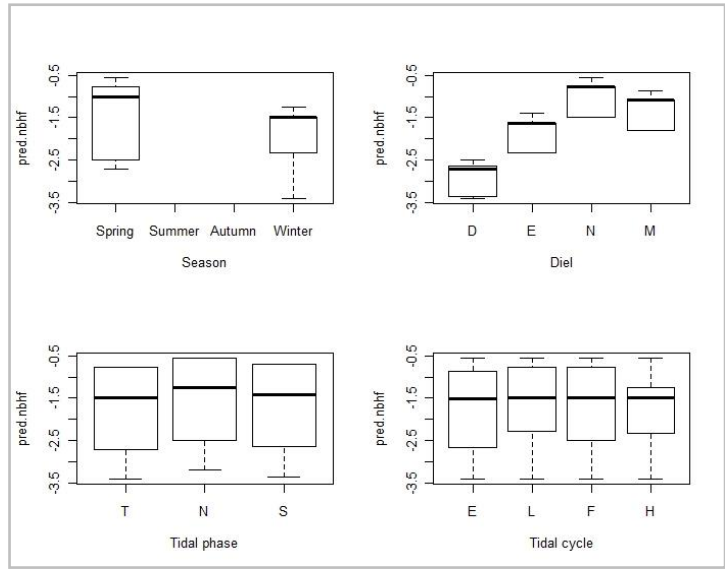 -0.5
-1.5
-2.5
-3.5
pred.nbhf
Spring Summer Autumn Winter
Season
-0.5
-1.5
-2.5
-3.5
pred.nbhf
D E N M
Diel
-0.5
-1.5
-2.5
-3.5
pred.nbhf
T N S
Tidal phase
-0.5
-1.5
-2.5
-3.5
pred.nbhf
E L F H
Tidal cycle